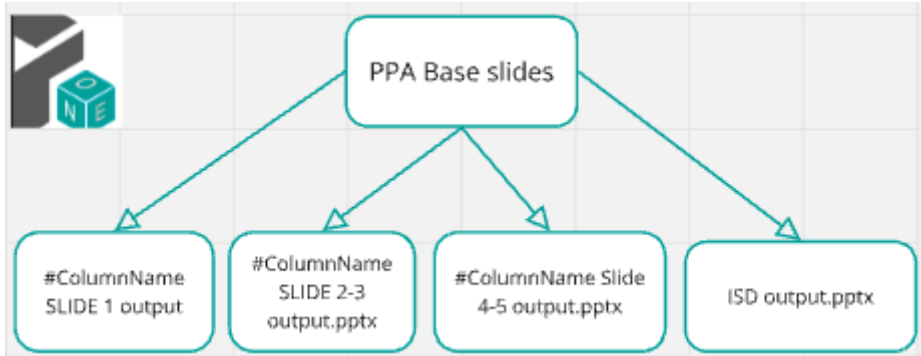 O
N E
PPA Base slides
#ColumnName
SLIDE 1 output
#ColumnName
SLIDE 2-3
output.pptx
#ColumnName Slide
4-5 output.pptx
ISD output.pptx